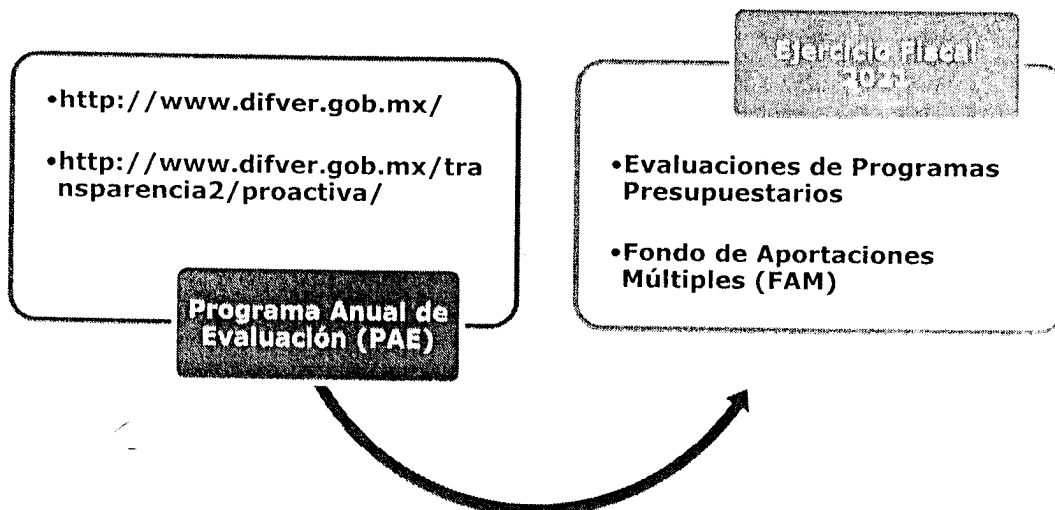 •http://www.difver.gob.mx/
•http://www.difver.gob.mx/tra
nsparencia2/proactiva/
Programa Anual de
Evaluación (PAE)
Ejercicio Fiscal
2021
•Evaluaciones de Programas
Presupuestarios
•Fondo de Aportaciones
Múltiples (FAM)